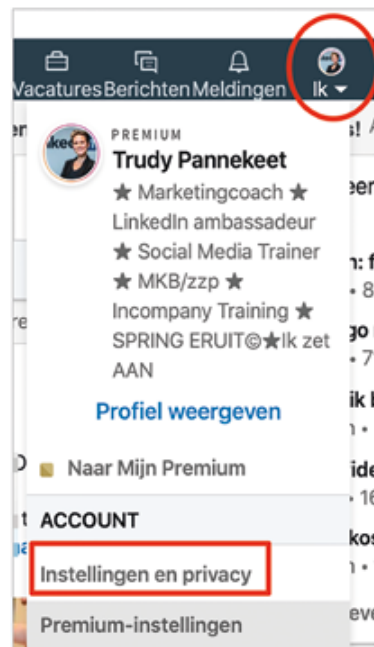 Vacatures Berichten Meldingen Ik
PREMIUM
Trudy Pannekeet
★ Marketingcoach ★
LinkedIn ambassadeur
★ Social Media Trainer
★ MKB/zzp ★
Incompany Training ★
SPRING ERUIT©★Ik zet
AAN
Profiel weergeven
Naar Mijn Premium
ACCOUNT
Instellingen en privacy
Premium-instellingen